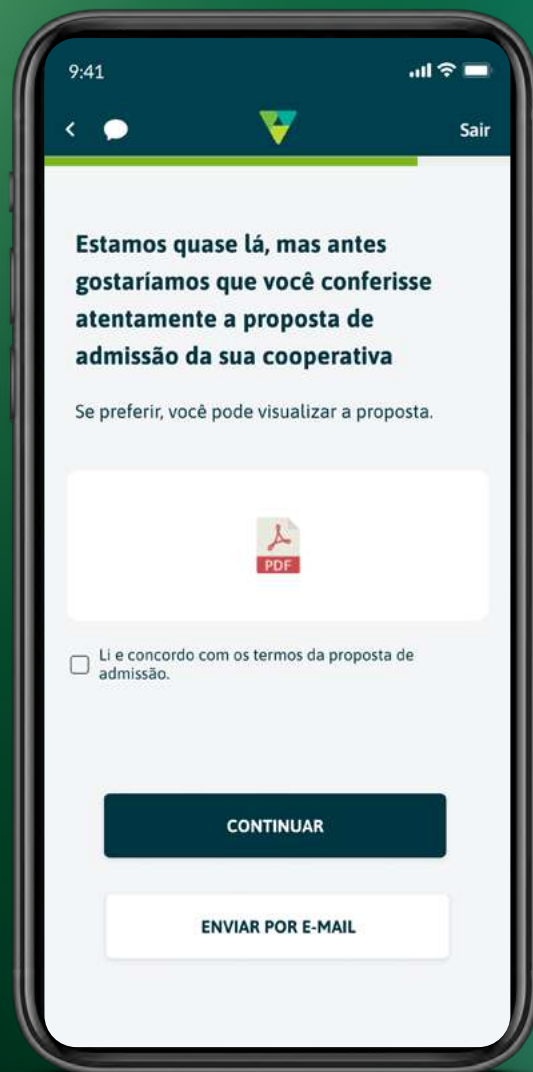 9:41
Sair
Estamos quase lá, mas antes
gostaríamos que você conferisse
atentamente a proposta de
admissão da sua cooperativa
Se preferir, você pode visualizar a proposta.
PDF
Li e concordo com os termos da proposta de
admissão.
CONTINUAR
ENVIAR POR E-MAIL